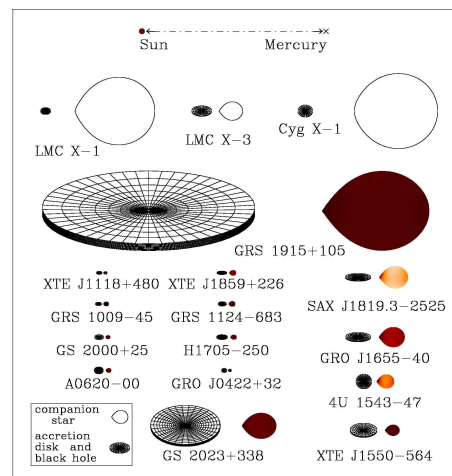 Sun Mercury
LMC X-1 LMC X-3 Cyg X-1
GRS 1915+105
XTE J1118+480 XTE J1859+226
SAX J1819.3-2525
GRS 1009-45 GRS 1124-683
GS 2000+25 H1705-250
GRO J1655-40
A0620-00 GRO J0422+32
4U 1543-47
companion
star
accretion
disk and
black hole
GS 2023+338
XTE J1550-564